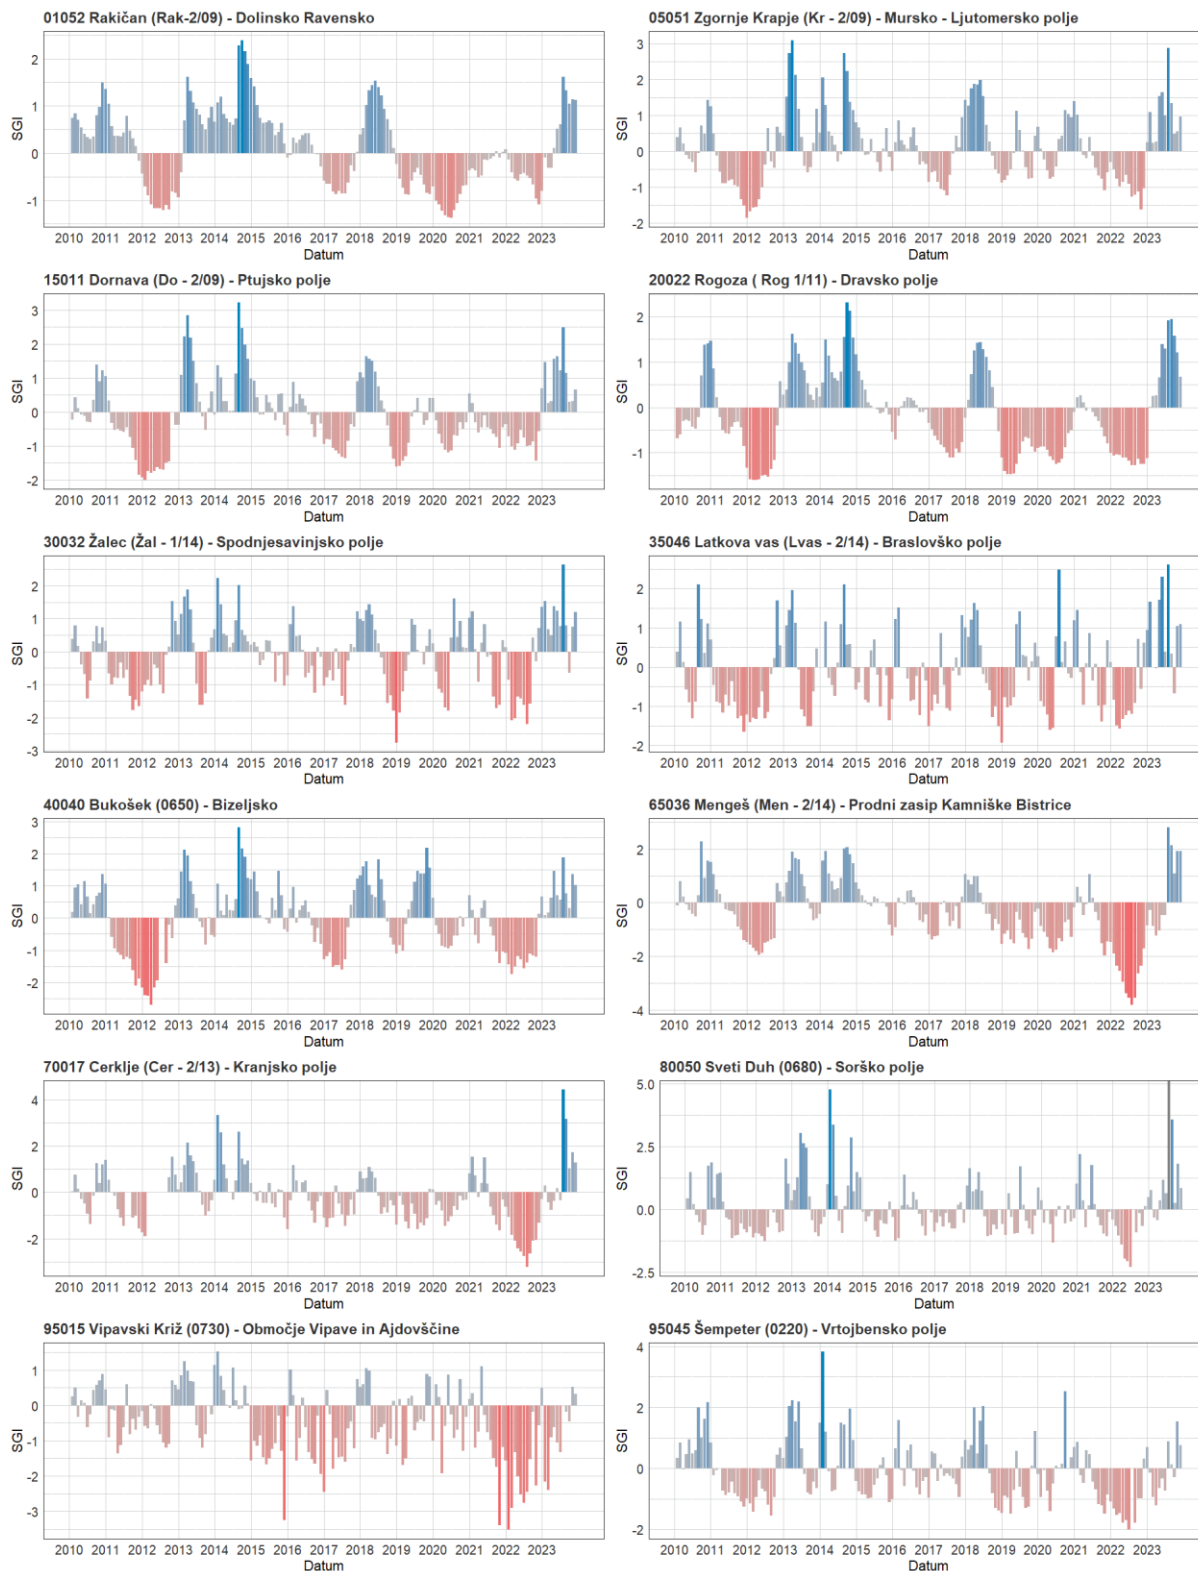 01052 Rakičan (Rak-2/09) - Dolinsko Ravensko
SGI
2
1
0
-1
2010 2011 2012 2013 2014 2015 2016 2017 2018 2019 2020 2021 2022 2023
Datum
05051 Zgornje Krapje (Kr - 2/09) - Mursko - Ljutomersko polje
SGI
3
2
1
0
-1
-2
2010 2011 2012 2013 2014 2015 2016 2017 2018 2019 2020 2021 2022 2023
Datum
15011 Dornava (Do - 2/09) - Ptujsko polje
SGI
3
2
1
0
-1
-2
2010 2011 2012 2013 2014 2015 2016 2017 2018 2019 2020 2021 2022 2023
Datum
20022 Rogoza ( Rog 1/11) - Dravsko polje
SGI
2
1
0
-1
2010 2011 2012 2013 2014 2015 2016 2017 2018 2019 2020 2021 2022 2023
Datum
30032 Žalec (Žal - 1/14) - Spodnjesavinjsko polje
SGI
2
1
0
-1
-2
-3
2010 2011 2012 2013 2014 2015 2016 2017 2018 2019 2020 2021 2022 2023
Datum
35046 Latkova vas (Lvas - 2/14) - Braslovško polje
SGI
2
1
0
-1
-2
2010 2011 2012 2013 2014 2015 2016 2017 2018 2019 2020 2021 2022 2023
Datum
40040 Bukošek (0650) - Bizeljsko
SGI
3
2
1
0
-1
-2
2010 2011 2012 2013 2014 2015 2016 2017 2018 2019 2020 2021 2022 2023
Datum
65036 Mengeš (Men - 2/14) - Prodni zasip Kamniške Bistrice
SGI
2
0
-2
-4
2010 2011 2012 2013 2014 2015 2016 2017 2018 2019 2020 2021 2022 2023
Datum
70017 Cerklje (Cer - 2/13) - Kranjsko polje
SGI
4
2
0
-2
2010 2011 2012 2013 2014 2015 2016 2017 2018 2019 2020 2021 2022 2023
Datum
80050 Sveti Duh (0680) - Sorško polje
SGI
5.0
2.5
0.0
-2.5
2010 2011 2012 2013 2014 2015 2016 2017 2018 2019 2020 2021 2022 2023
Datum
95015 Vipavski Križ (0730) - Območje Vipave in Ajdovščine
SGI
1
0
-1
-2
-3
2010 2011 2012 2013 2014 2015 2016 2017 2018 2019 2020 2021 2022 2023
Datum
95045 Šempeter (0220) - Vrtojbensko polje
SGI
4
2
0
-2
2010 2011 2012 2013 2014 2015 2016 2017 2018 2019 2020 2021 2022 2023
Datum